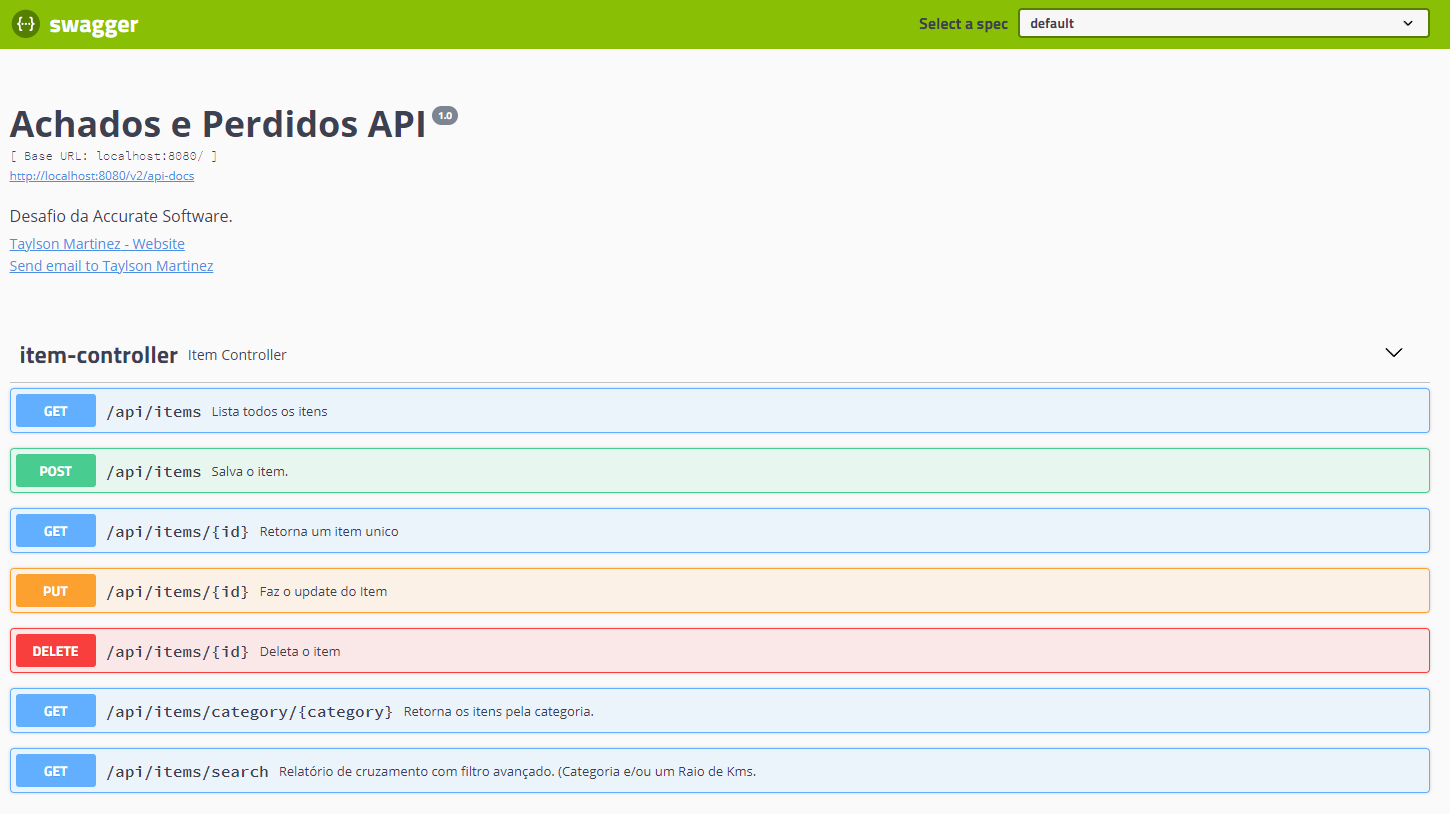 swagger
Select a spec default
Achados e Perdidos API 1.0
[ Base URL: localhost:8080/ ]
http://localhost:8080/v2/api-docs
Desafio da Accurate Software.
Taylson Martinez - Website
Send email to Taylson Martinez
item-controller Item Controller
GET /api/items Lista todos os itens
POST /api/items Salva o item.
GET /api/items/{id} Retorna um item unico
PUT /api/items/{id} Faz o update do Item
DELETE /api/items/{id} Deleta o item
GET /api/items/category/{category} Retorna os itens pela categoria.
GET /api/items/search Relatório de cruzamento com filtro avançado. (Categoria e/ou um Raio de Kms.